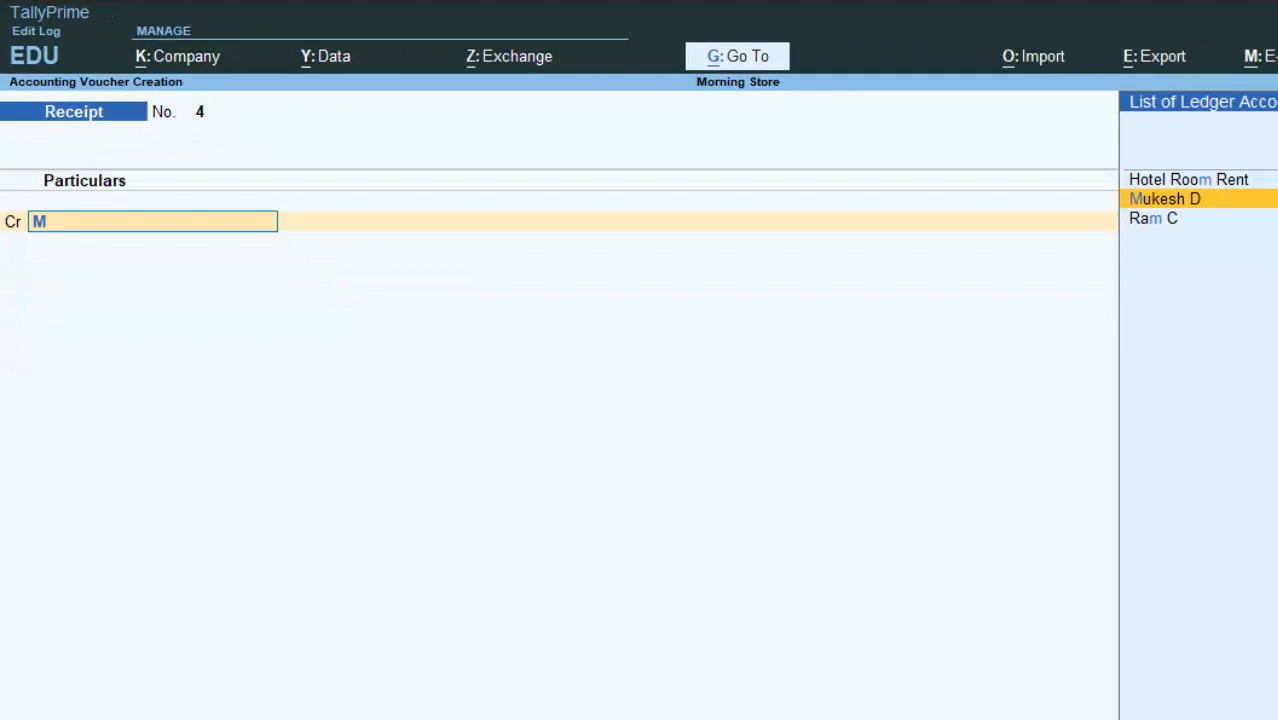 TallyPrime
Edit Log
MANAGE
EDU
K: Company
Y: Data
Z: Exchange
G: Go To
O: Import
E: Export
M: E-
Accounting Voucher Creation
Morning Store
Receipt No. 4
List of Ledger Acco
Particulars
Hotel Room Rent
Mukesh D
Ram C
Cr M